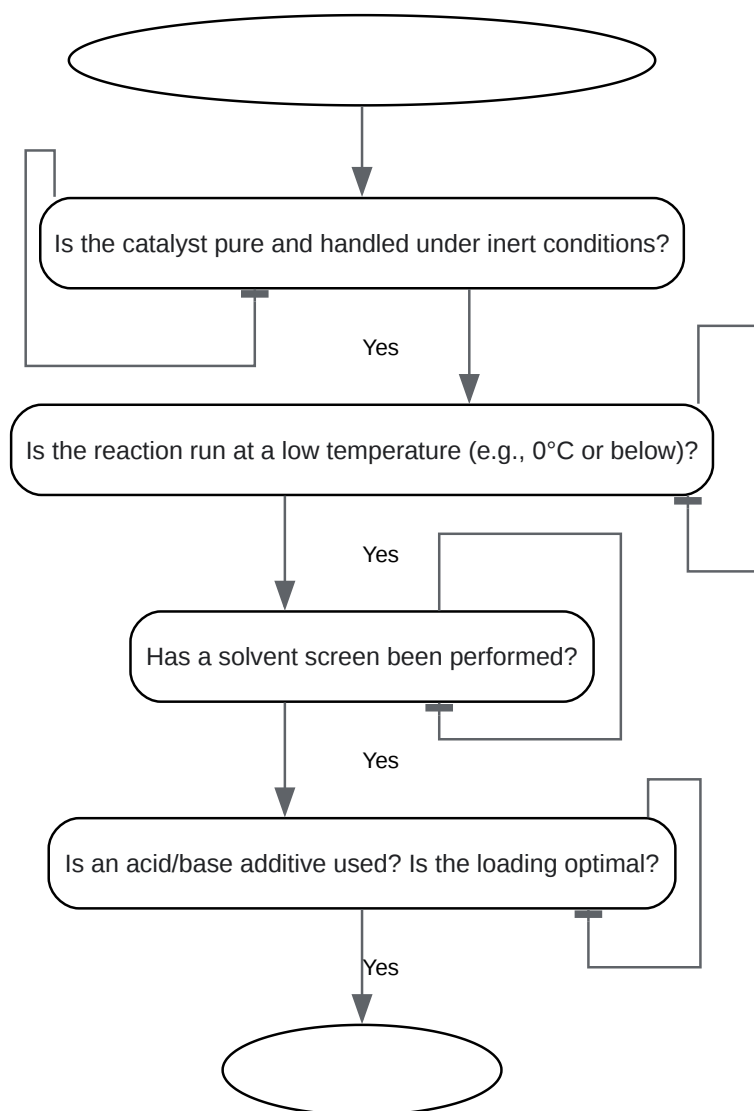 Is the catalyst pure and handled under inert conditions?
Yes
Is the reaction run at a low temperature (e.g., 0°C or below)?
Yes
Has a solvent screen been performed?
Yes
Is an acid/base additive used? Is the loading optimal?
Yes